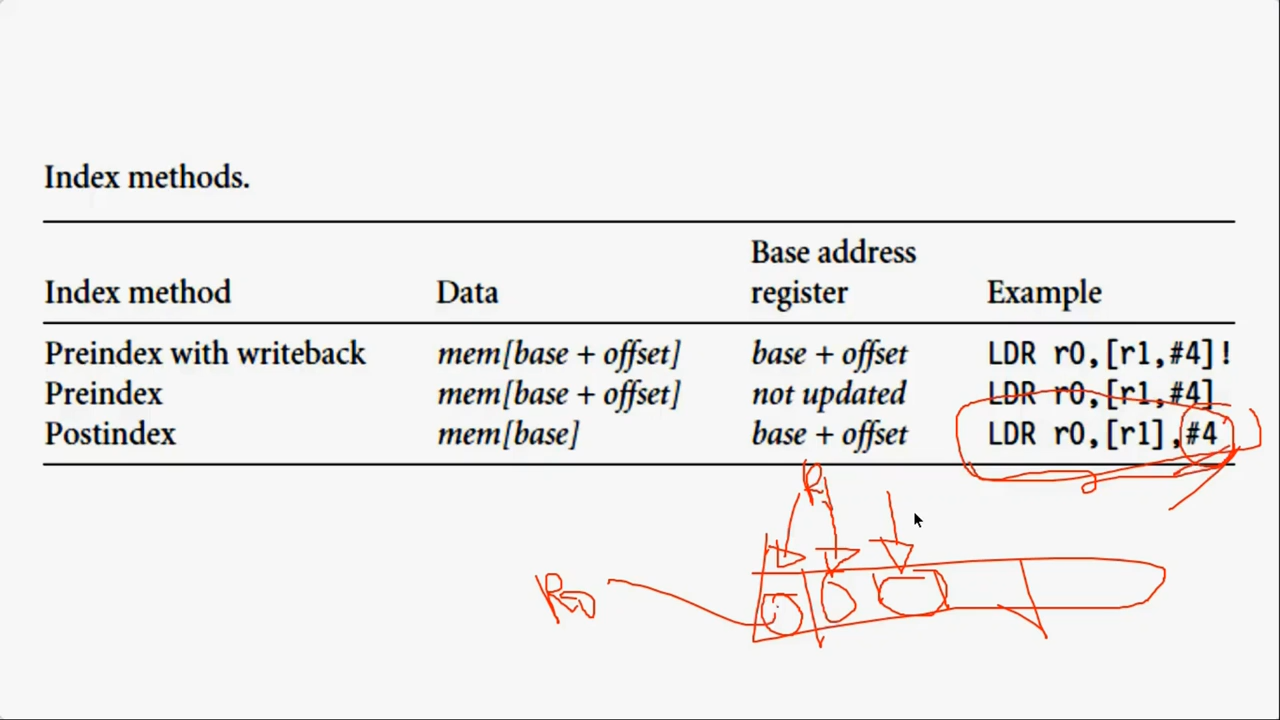 Index methods.
Base address
Index method Data register Example
Preindex with writeback mem[base + offset] base + offset LDR r0,[r1,#4]!
Preindex mem[base + offset] not updated LDR r0,[r1,#4]
Postindex mem[base] base + offset LDR r0,[r1],#4
R1
R0